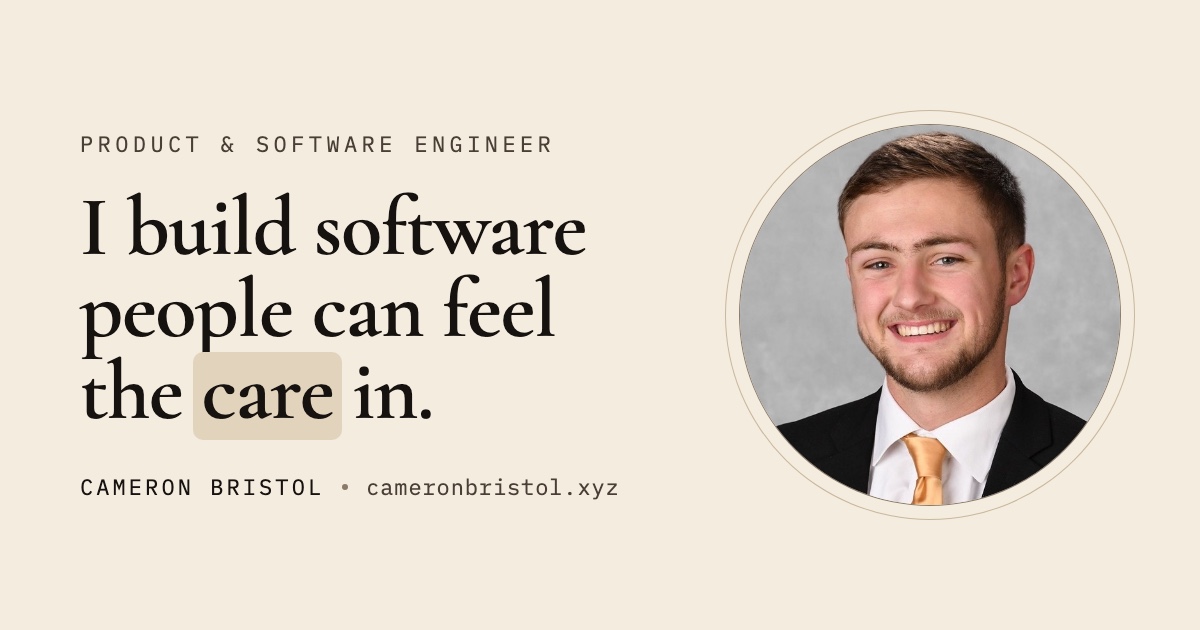 PRODUCT & SOFTWARE ENGINEER
I build software
people can feel
the care in.
CAMERON BRISTOL • cameronbristol.xyz